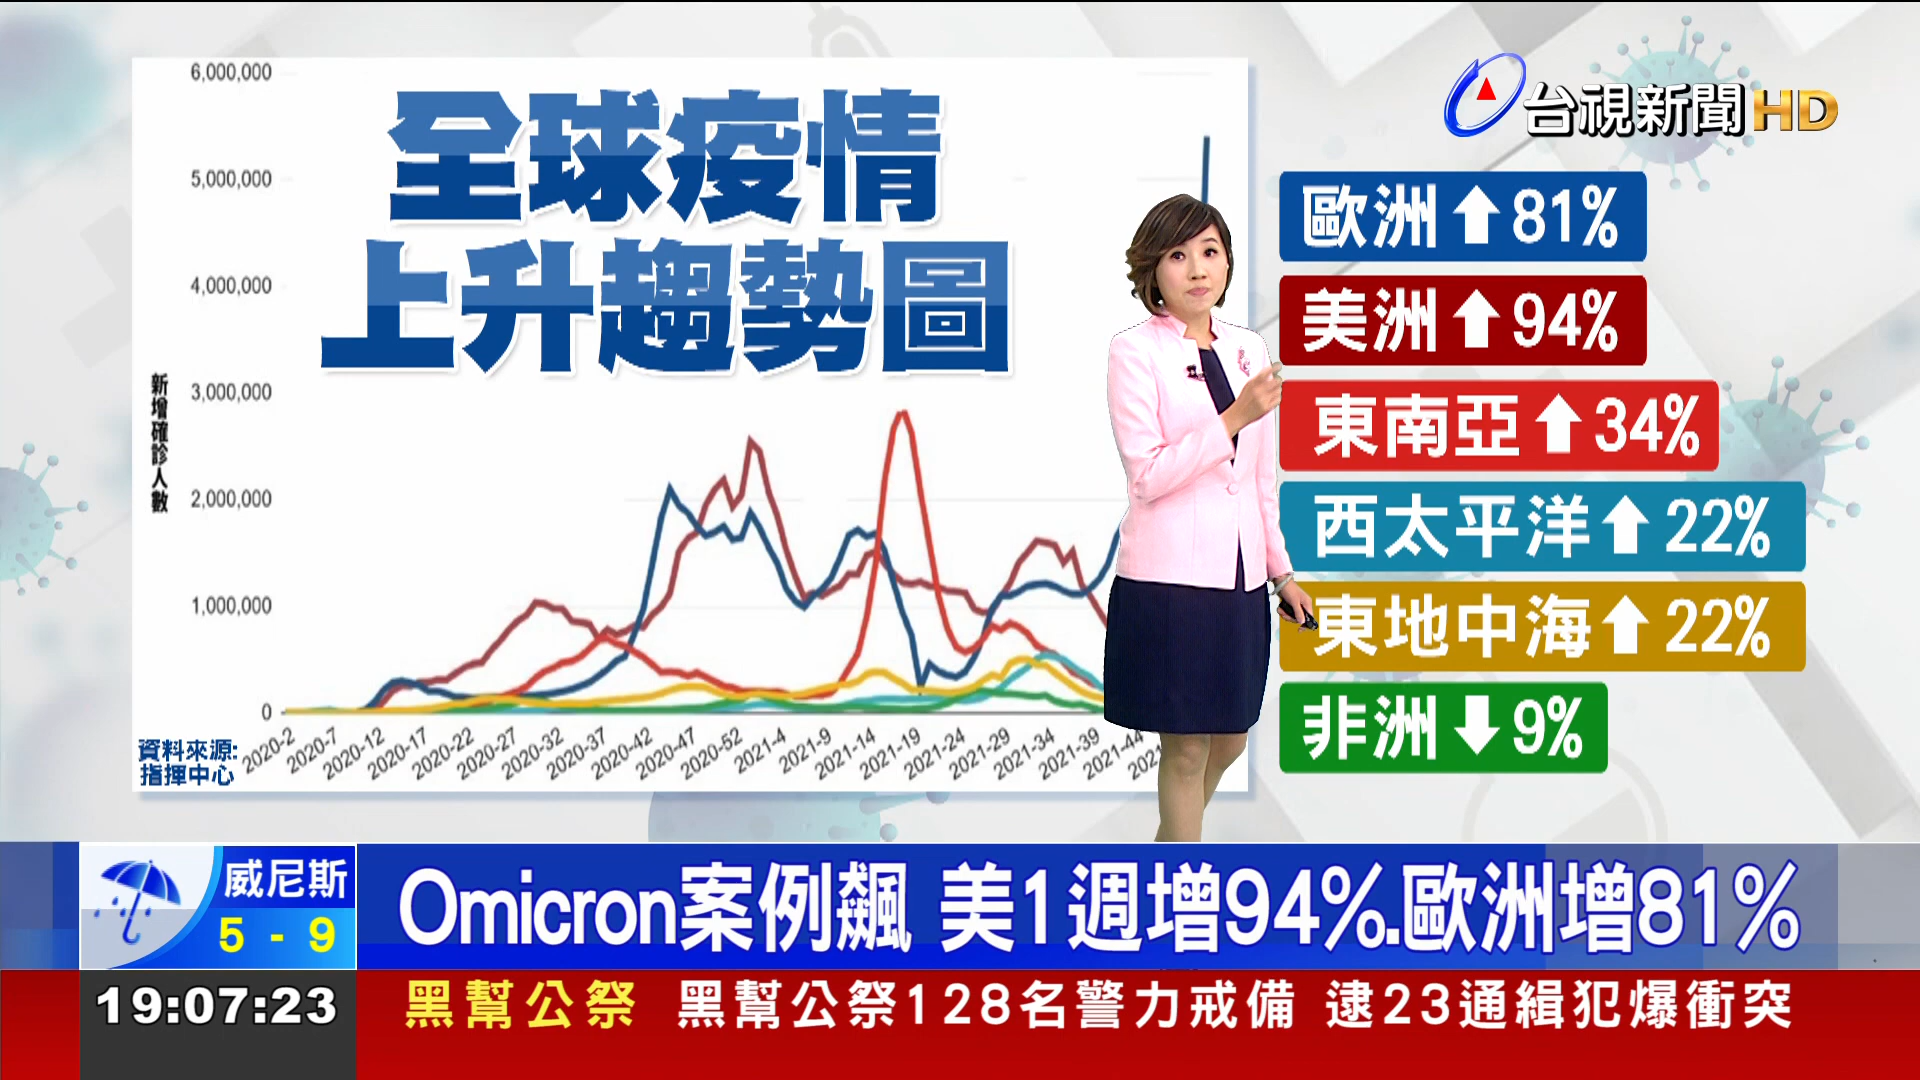 6,000,000
5,000,000
4,000,000
3,000,000
2,000,000
1,000,000
0
新增確診人數
全球疫情
上升趨勢圖
資料來源:
指揮中心
2020-2
2020-7
2020-12
2020-17
2020-22
2020-27
2020-32
2020-37
2020-42
2020-47
2020-52
2021-4
2021-9
2021-14
2021-19
2021-24
2021-29
2021-34
2021-39
2021-44
台視新聞HD
歐洲⬆81%
美洲⬆94%
東南亞⬆34%
西太平洋⬆22%
東地中海⬆22%
非洲⬇9%
威尼斯
5 - 9
Omicron案例飆 美1週增94%.歐洲增81%
19:07:23
黑幫公祭 黑幫公祭128名警力戒備 逮23通緝犯爆衝突